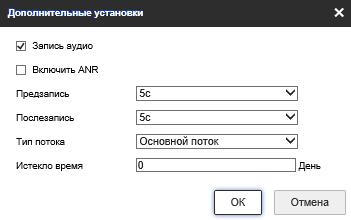 Дополнительные установки
Запись аудио
Включить ANR
Предзапись 5с
Послезапись 5с
Тип потока Основной поток
Истекло время 0 День
OK Отмена